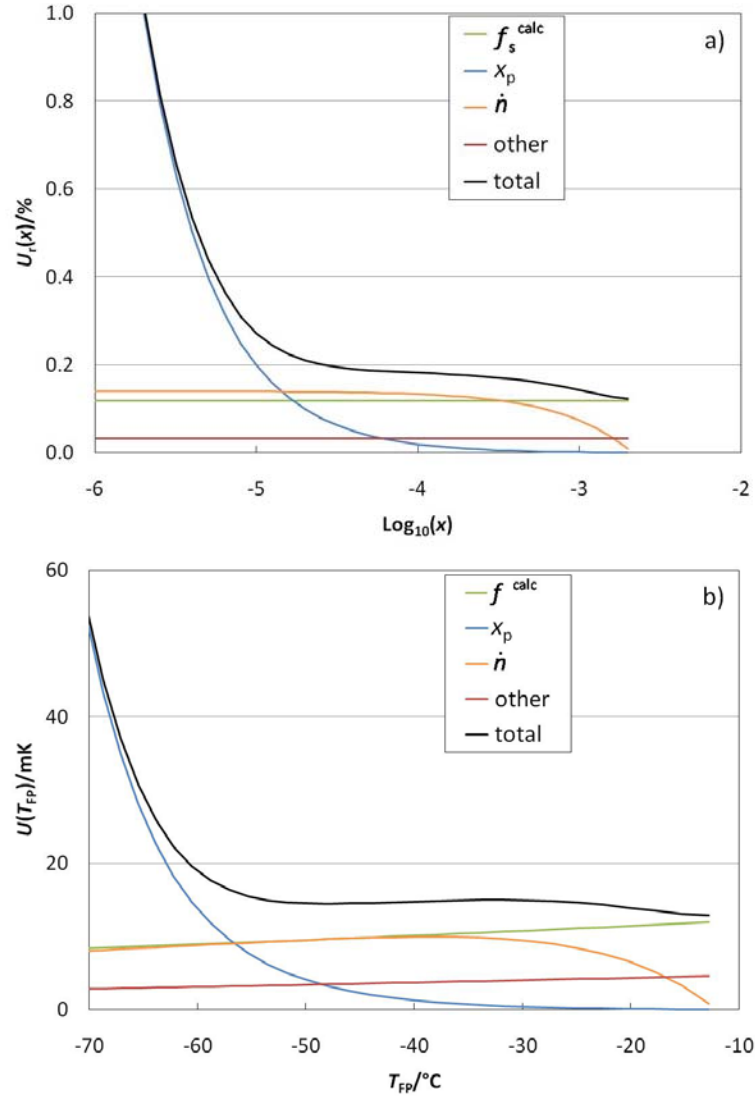 a)
f_s^calc
x_p
ṅ
other
total
1.0
0.8
0.6
0.4
0.2
0.0
U_r(x)/%
-6 -5 -4 -3 -2
Log₁₀(x)
b)
f ^calc
x_p
ṅ
other
total
60
40
20
0
U(T_FP)/mK
-70 -60 -50 -40 -30 -20 -10
T_FP/°C